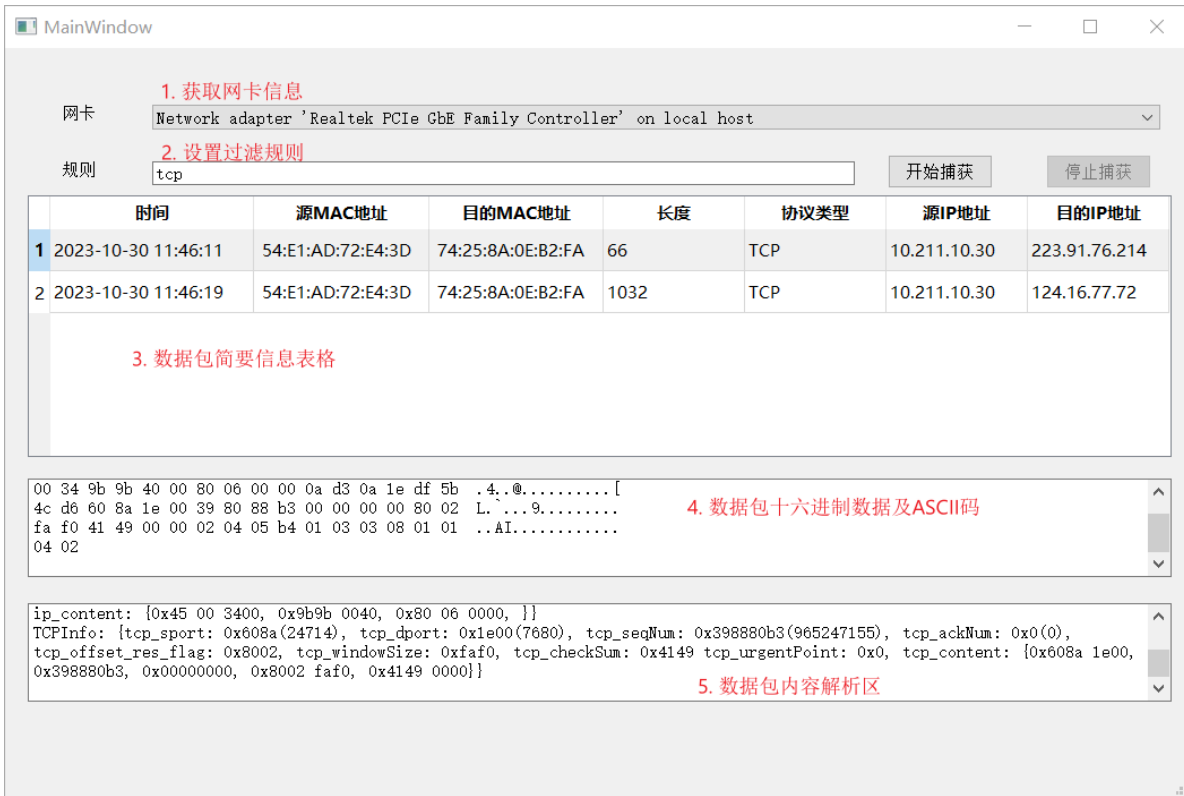 MainWindow
1. 获取网卡信息
网卡 Network adapter 'Realtek PCIe GbE Family Controller' on local host
2. 设置过滤规则
规则 tcp 开始捕获 停止捕获
时间 源MAC地址 目的MAC地址 长度 协议类型 源IP地址 目的IP地址
1 2023-10-30 11:46:11 54:E1:AD:72:E4:3D 74:25:8A:0E:B2:FA 66 TCP 10.211.10.30 223.91.76.214
2 2023-10-30 11:46:19 54:E1:AD:72:E4:3D 74:25:8A:0E:B2:FA 1032 TCP 10.211.10.30 124.16.77.72
3. 数据包简要信息表格
00 34 9b 9b 40 00 80 06 00 00 0a d3 0a 1e df 5b .4..@..........[
4c d6 60 8a 1e 00 39 80 88 b3 00 00 00 00 80 02 L.`...9.........
4. 数据包十六进制数据及ASCII码
fa f0 41 49 00 00 02 04 05 b4 01 03 03 08 01 01 ..AI............
04 02
ip_content: {0x45 00 3400, 0x9b9b 0040, 0x80 06 0000, }}
TCPInfo: {tcp_sport: 0x608a(24714), tcp_dport: 0x1e00(7680), tcp_seqNum: 0x398880b3(965247155), tcp_ackNum: 0x0(0),
tcp_offset_res_flag: 0x8002, tcp_windowSize: 0xfaf0, tcp_checkSum: 0x4149 tcp_urgentPoint: 0x0, tcp_content: {0x608a 1e00,
0x398880b3, 0x00000000, 0x8002 faf0, 0x4149 0000}}
5. 数据包内容解析区